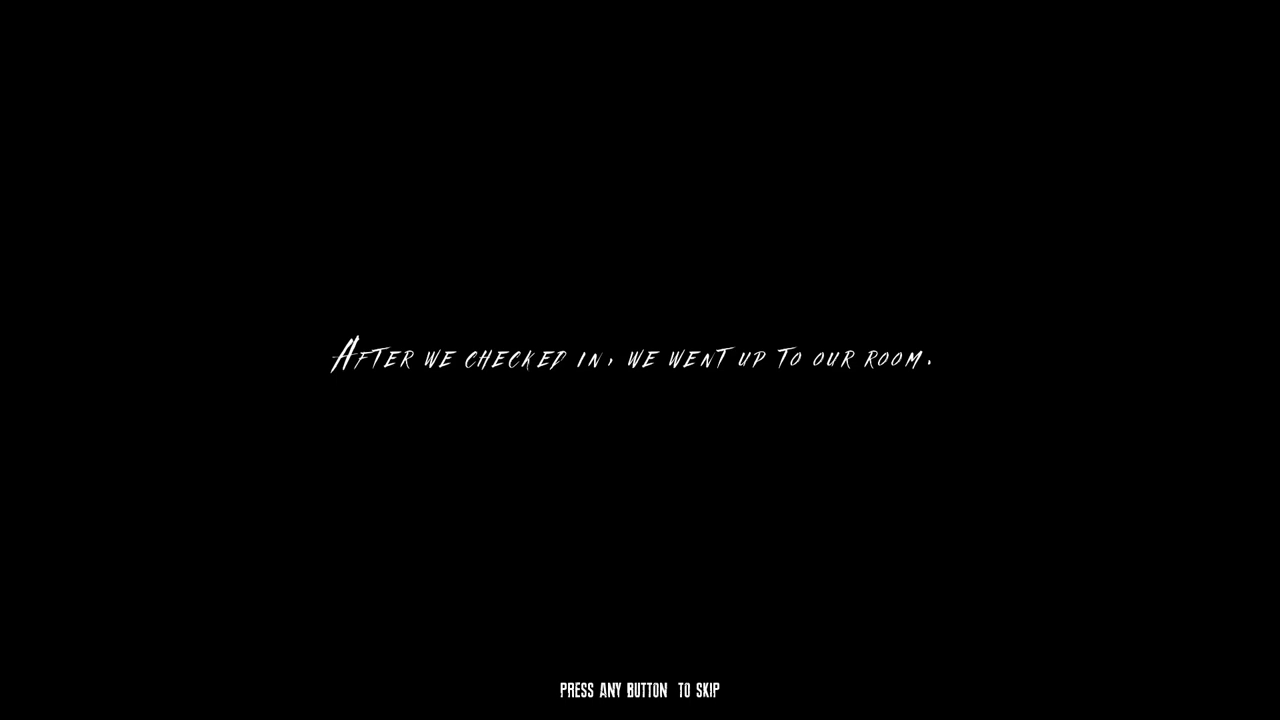 After we checked in, we went up to our room.
PRESS ANY BUTTON TO SKIP